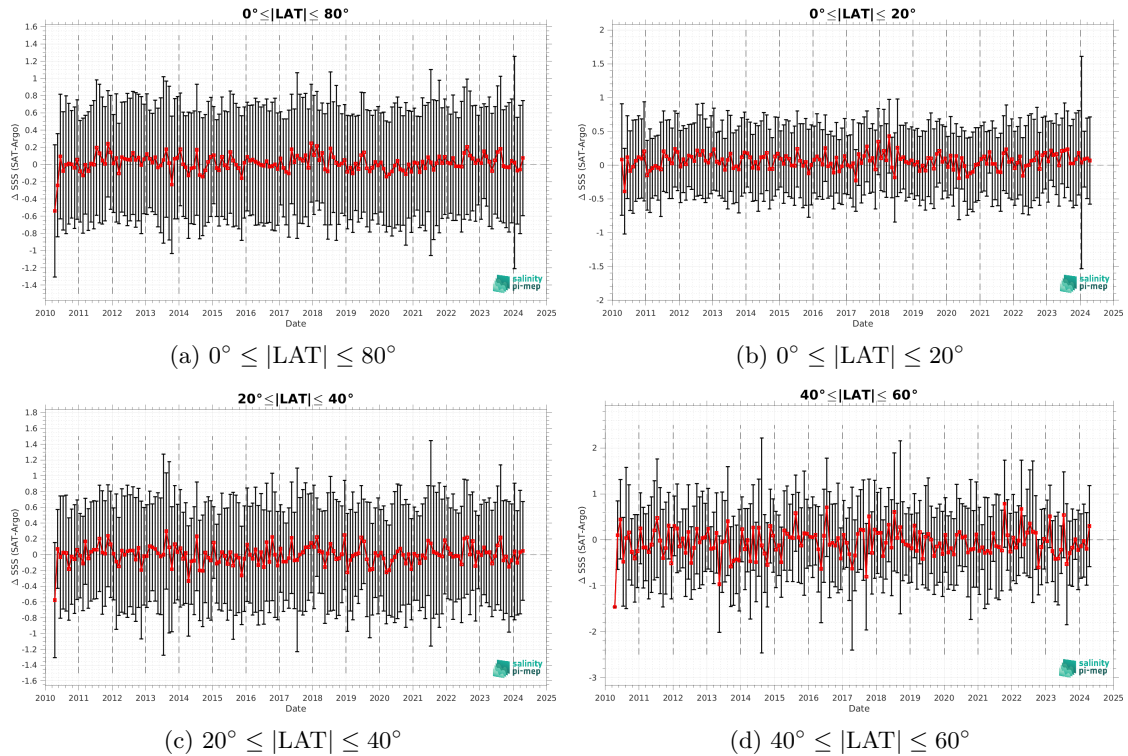 0°≤|LAT|≤ 80°
Δ SSS (SAT-Argo)
1.6
1.4
1.2
1
0.8
0.6
0.4
0.2
0
-0.2
-0.4
-0.6
-0.8
-1
-1.2
-1.4
salinity
pi-mep
2010 2011 2012 2013 2014 2015 2016 2017 2018 2019 2020 2021 2022 2023 2024 2025
Date
(a) 0° ≤ |LAT| ≤ 80°
0°≤|LAT|≤ 20°
Δ SSS (SAT-Argo)
2
1.5
1
0.5
0
-0.5
-1
-1.5
-2
salinity
pi-mep
2010 2011 2012 2013 2014 2015 2016 2017 2018 2019 2020 2021 2022 2023 2024 2025
Date
(b) 0° ≤ |LAT| ≤ 20°
20°≤|LAT|≤ 40°
Δ SSS (SAT-Argo)
1.8
1.6
1.4
1.2
1
0.8
0.6
0.4
0.2
0
-0.2
-0.4
-0.6
-0.8
-1
-1.2
-1.4
-1.6
salinity
pi-mep
2010 2011 2012 2013 2014 2015 2016 2017 2018 2019 2020 2021 2022 2023 2024 2025
Date
(c) 20° ≤ |LAT| ≤ 40°
40°≤|LAT|≤ 60°
Δ SSS (SAT-Argo)
2
1
0
-1
-2
-3
salinity
pi-mep
2010 2011 2012 2013 2014 2015 2016 2017 2018 2019 2020 2021 2022 2023 2024 2025
Date
(d) 40° ≤ |LAT| ≤ 60°